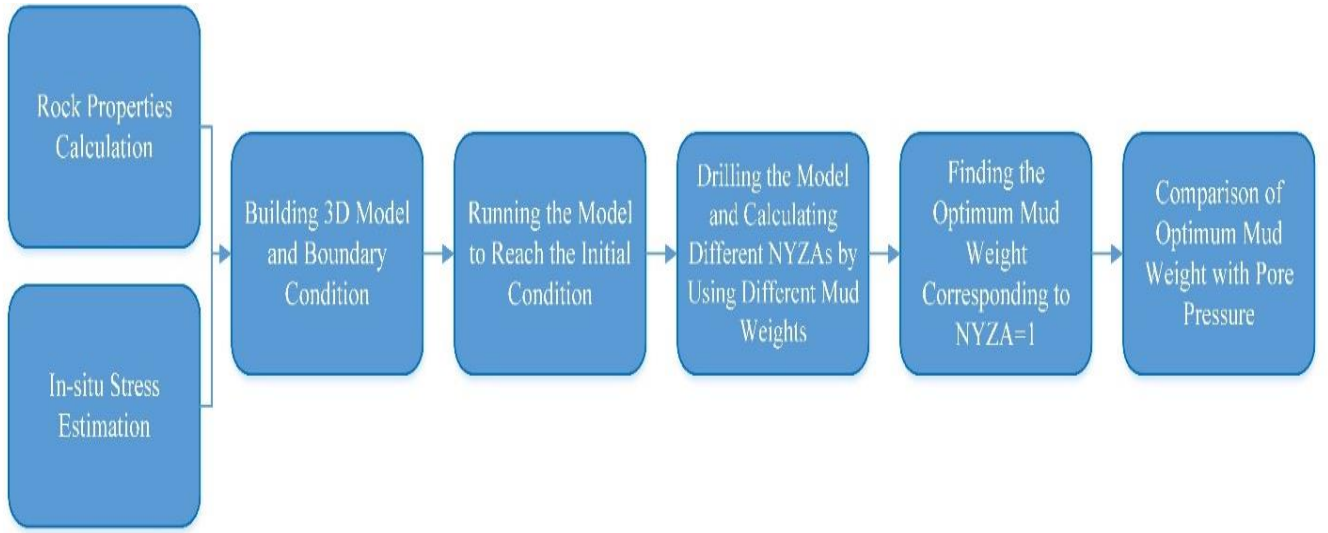 Rock Properties
Calculation
In-situ Stress
Estimation
Building 3D Model
and Boundary
Condition
Running the Model
to Reach the Initial
Condition
Drilling the Model
and Calculating
Different NYZAs by
Using Different Mud
Weights
Finding the
Optimum Mud
Weight
Corresponding to
NYZA=1
Comparison of
Optimum Mud
Weight with Pore
Pressure